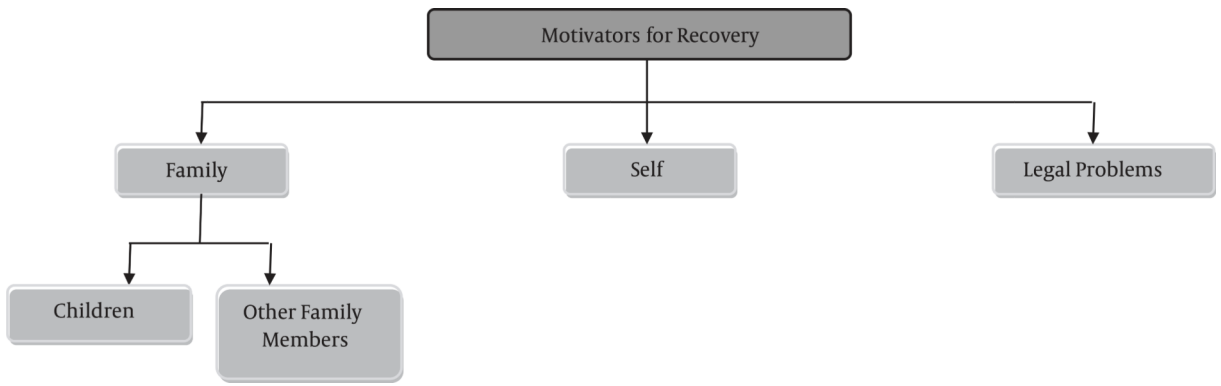 Motivators for Recovery
Family
Self
Legal Problems
Children
Other Family
Members